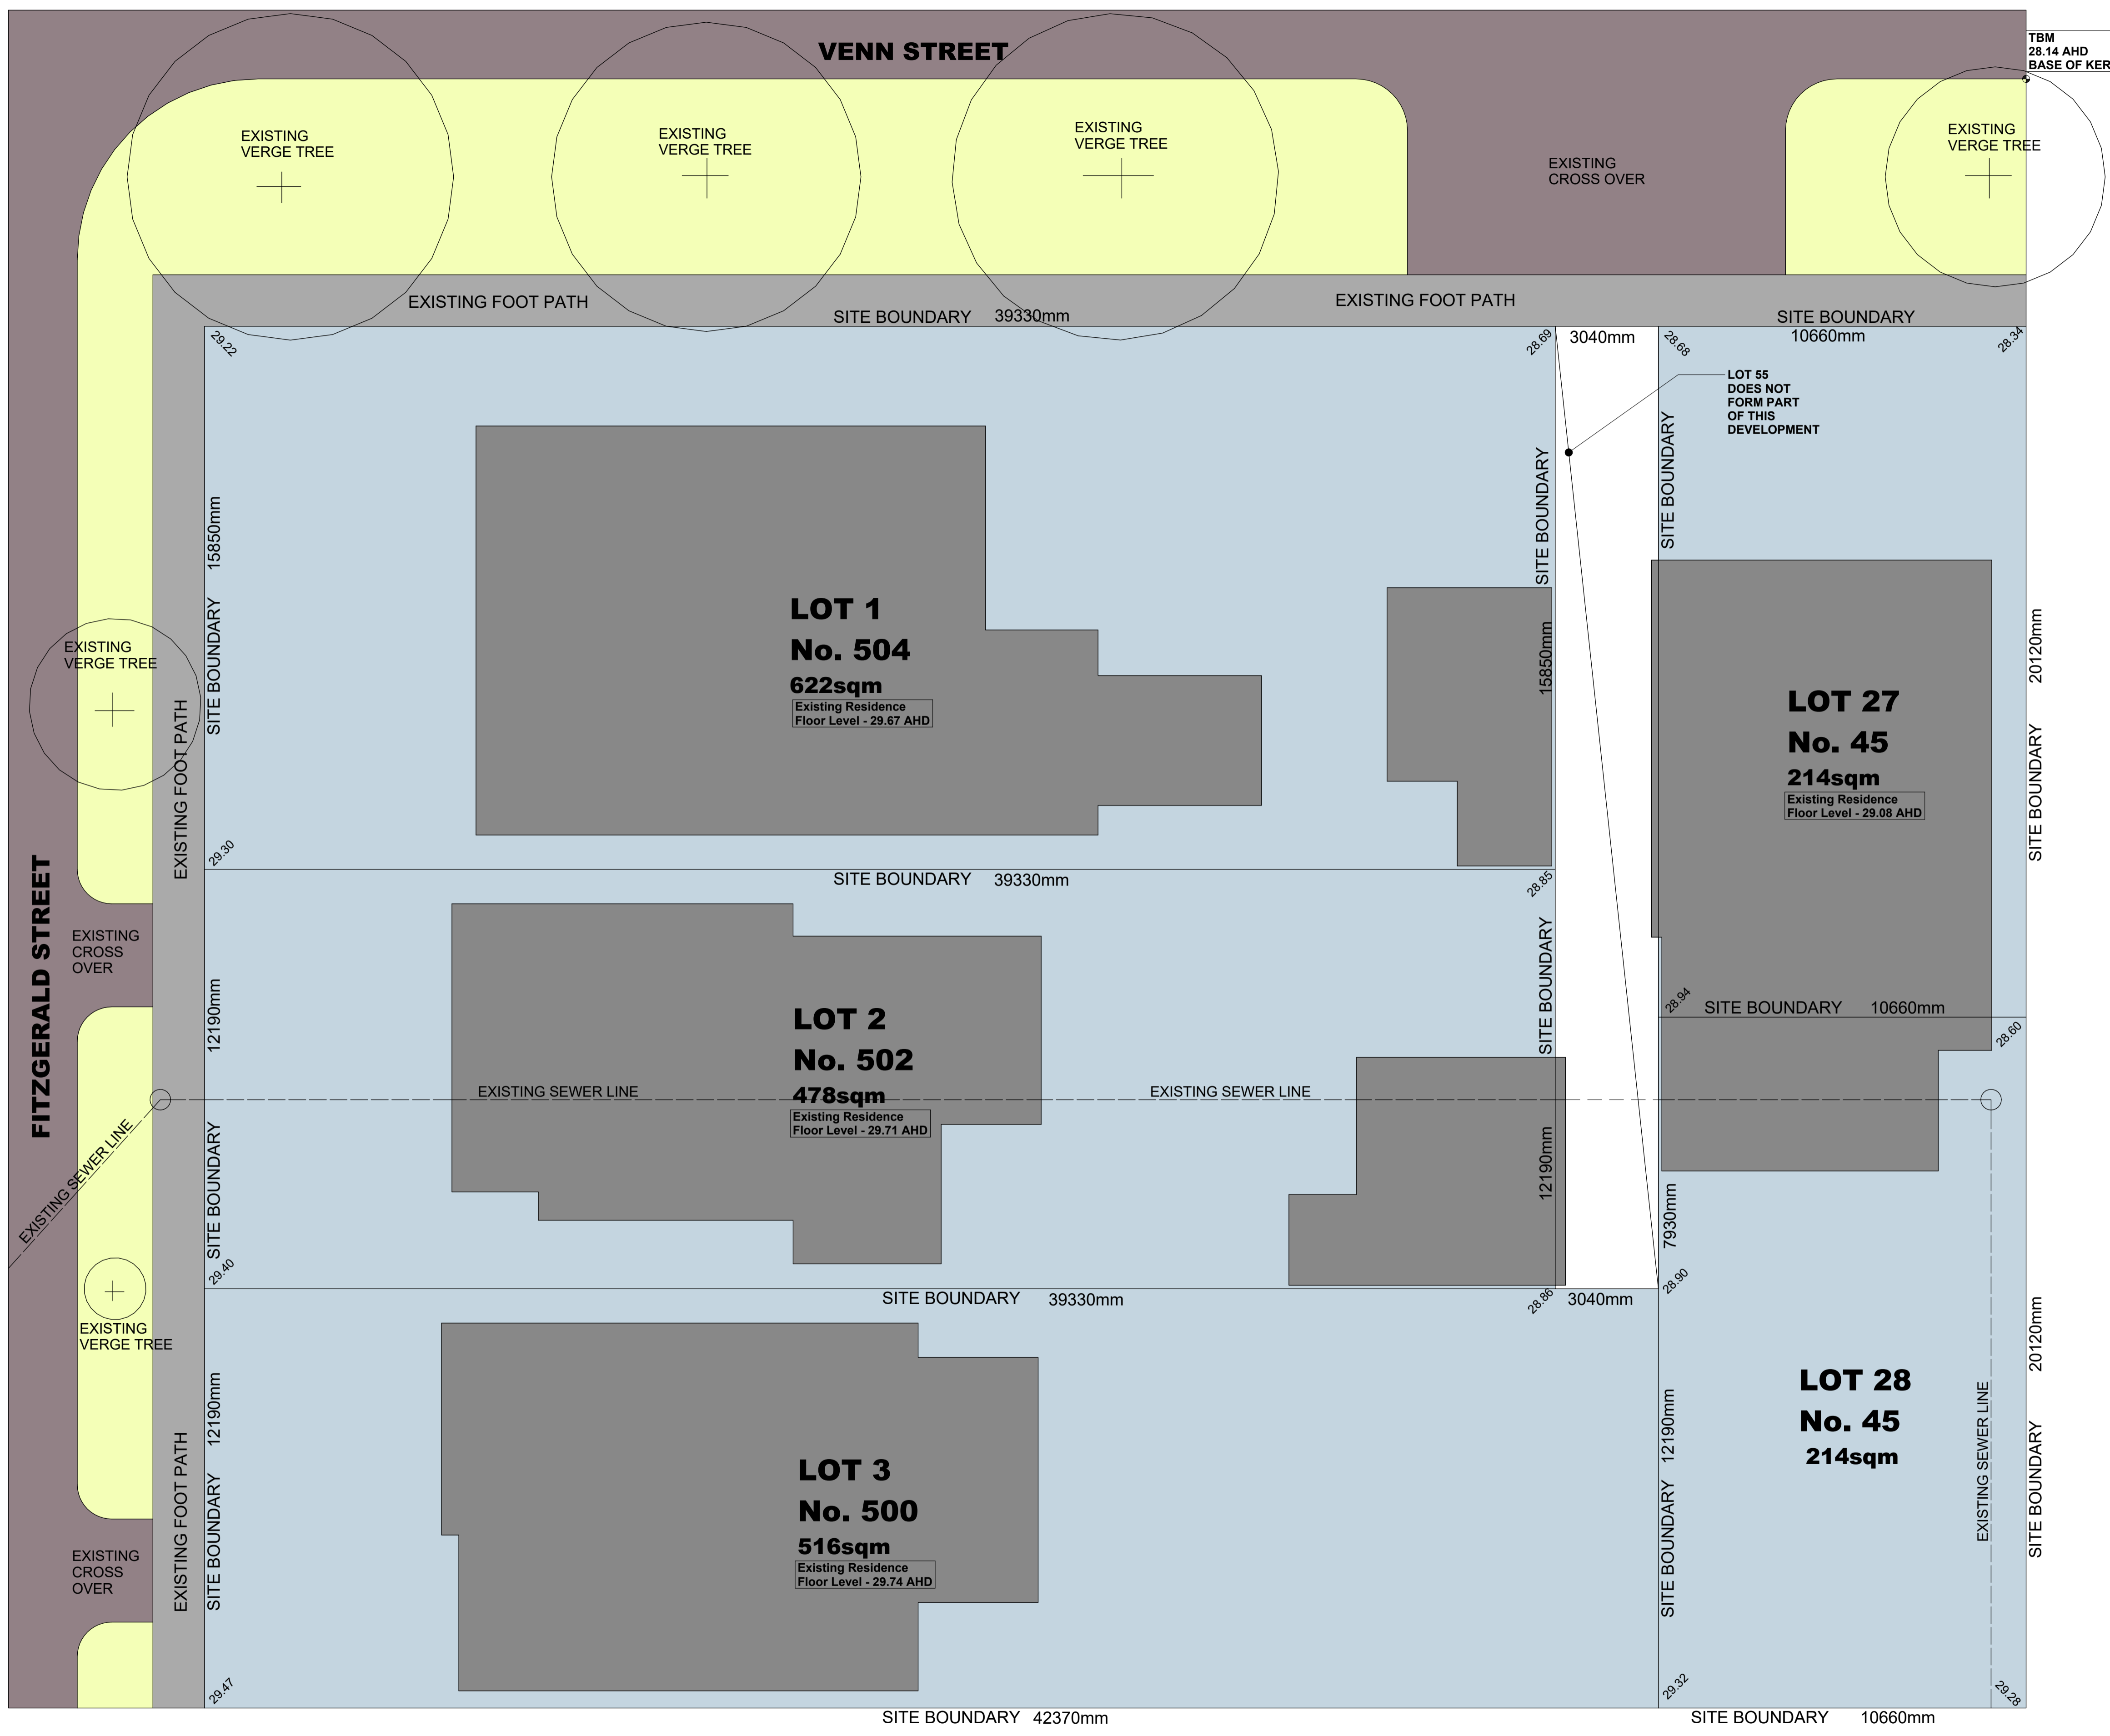 VENN STREET
TBM
28.14 AHD
BASE OF KER
EXISTING
VERGE TREE
EXISTING
VERGE TREE
EXISTING
VERGE TREE
EXISTING
CROSS OVER
EXISTING
VERGE TREE
EXISTING FOOT PATH
EXISTING FOOT PATH
SITE BOUNDARY 39330mm
SITE BOUNDARY
29.22
28.69
3040mm
28.68
10660mm
28.34
LOT 55
DOES NOT
FORM PART
OF THIS
DEVELOPMENT
SITE BOUNDARY
SITE BOUNDARY
15850mm
SITE BOUNDARY
LOT 1
No. 504
622sqm
Existing Residence
Floor Level - 29.67 AHD
15850mm
20120mm
SITE BOUNDARY
EXISTING
VERGE TREE
EXISTING FOOT PATH
LOT 27
No. 45
214sqm
Existing Residence
Floor Level - 29.08 AHD
29.30
28.85
SITE BOUNDARY 39330mm
FITZGERALD STREET
EXISTING
CROSS
OVER
12190mm
SITE BOUNDARY
LOT 2
No. 502
478sqm
Existing Residence
Floor Level - 29.71 AHD
SITE BOUNDARY
12190mm
28.94
SITE BOUNDARY 10660mm
28.60
EXISTING SEWER LINE
EXISTING SEWER LINE
EXISTING SEWER LINE
7930mm
29.40
28.86
28.90
SITE BOUNDARY 39330mm
3040mm
EXISTING
VERGE TREE
12190mm
SITE BOUNDARY
EXISTING FOOT PATH
LOT 3
No. 500
516sqm
Existing Residence
Floor Level - 29.74 AHD
12190mm
SITE BOUNDARY
LOT 28
No. 45
214sqm
EXISTING SEWER LINE
20120mm
SITE BOUNDARY
EXISTING
CROSS
OVER
29.47
29.32
29.28
SITE BOUNDARY 42370mm
SITE BOUNDARY 10660mm